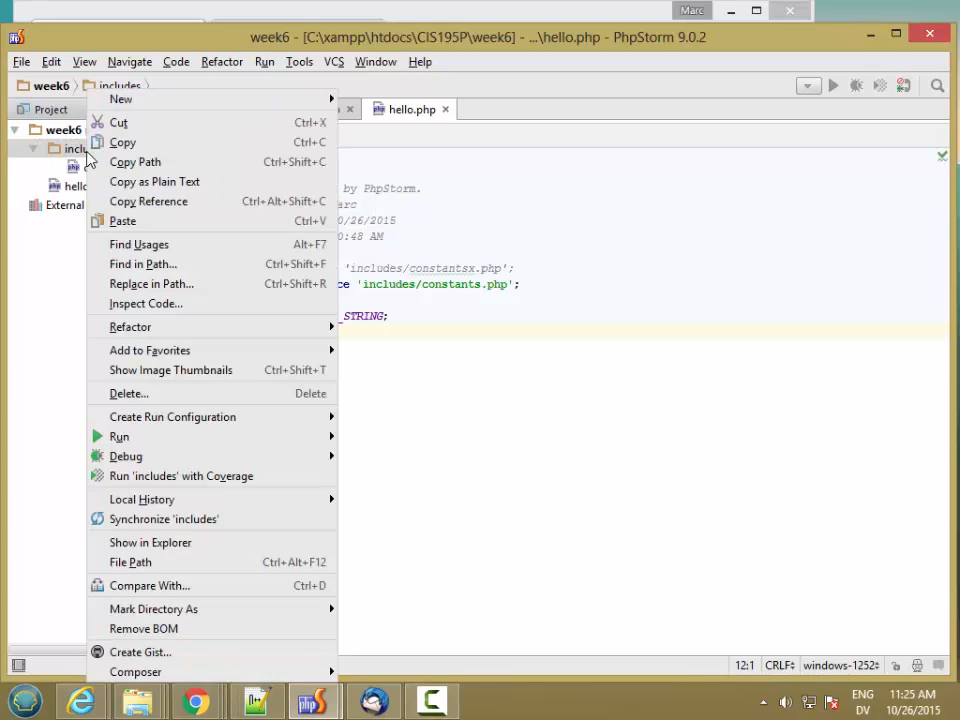 Marc
week6 - [C:\xampp\htdocs\CIS195P\week6] - ...\hello.php - PhpStorm 9.0.2
File Edit View Navigate Code Refactor Run Tools VCS Window Help
week6 includes
Project hello.php
week6
hello
External
New
Cut Ctrl+X
Copy Ctrl+C
Copy Path Ctrl+Shift+C
Copy as Plain Text
Copy Reference Ctrl+Alt+Shift+C
Paste Ctrl+V
Find Usages Alt+F7
Find in Path... Ctrl+Shift+F
Replace in Path... Ctrl+Shift+R
Inspect Code...
Refactor
Add to Favorites
Show Image Thumbnails Ctrl+Shift+T
Delete... Delete
Create Run Configuration
Run
Debug
Run 'includes' with Coverage
Local History
Synchronize 'includes'
Show in Explorer
File Path Ctrl+Alt+F12
Compare With... Ctrl+D
Mark Directory As
Remove BOM
Create Gist...
Composer
by PhpStorm.
arc
0/26/2015
0:48 AM
'includes/constantsx.php';
ce 'includes/constants.php';
_STRING;
12:1 CRLF windows-1252
ENG 11:25 AM
DV 10/26/2015